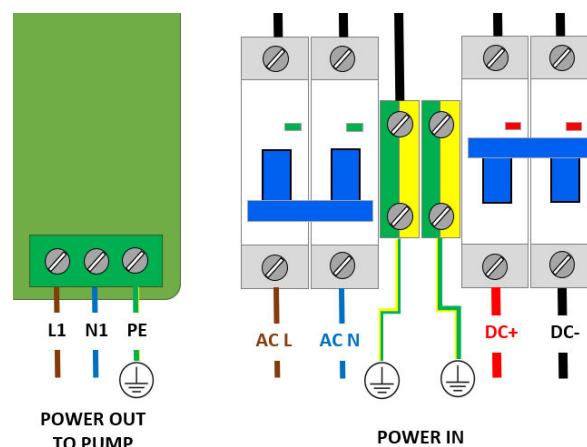 L1 N1 PE
POWER OUT
TO PUMP
AC L AC N DC+ DC-
POWER IN